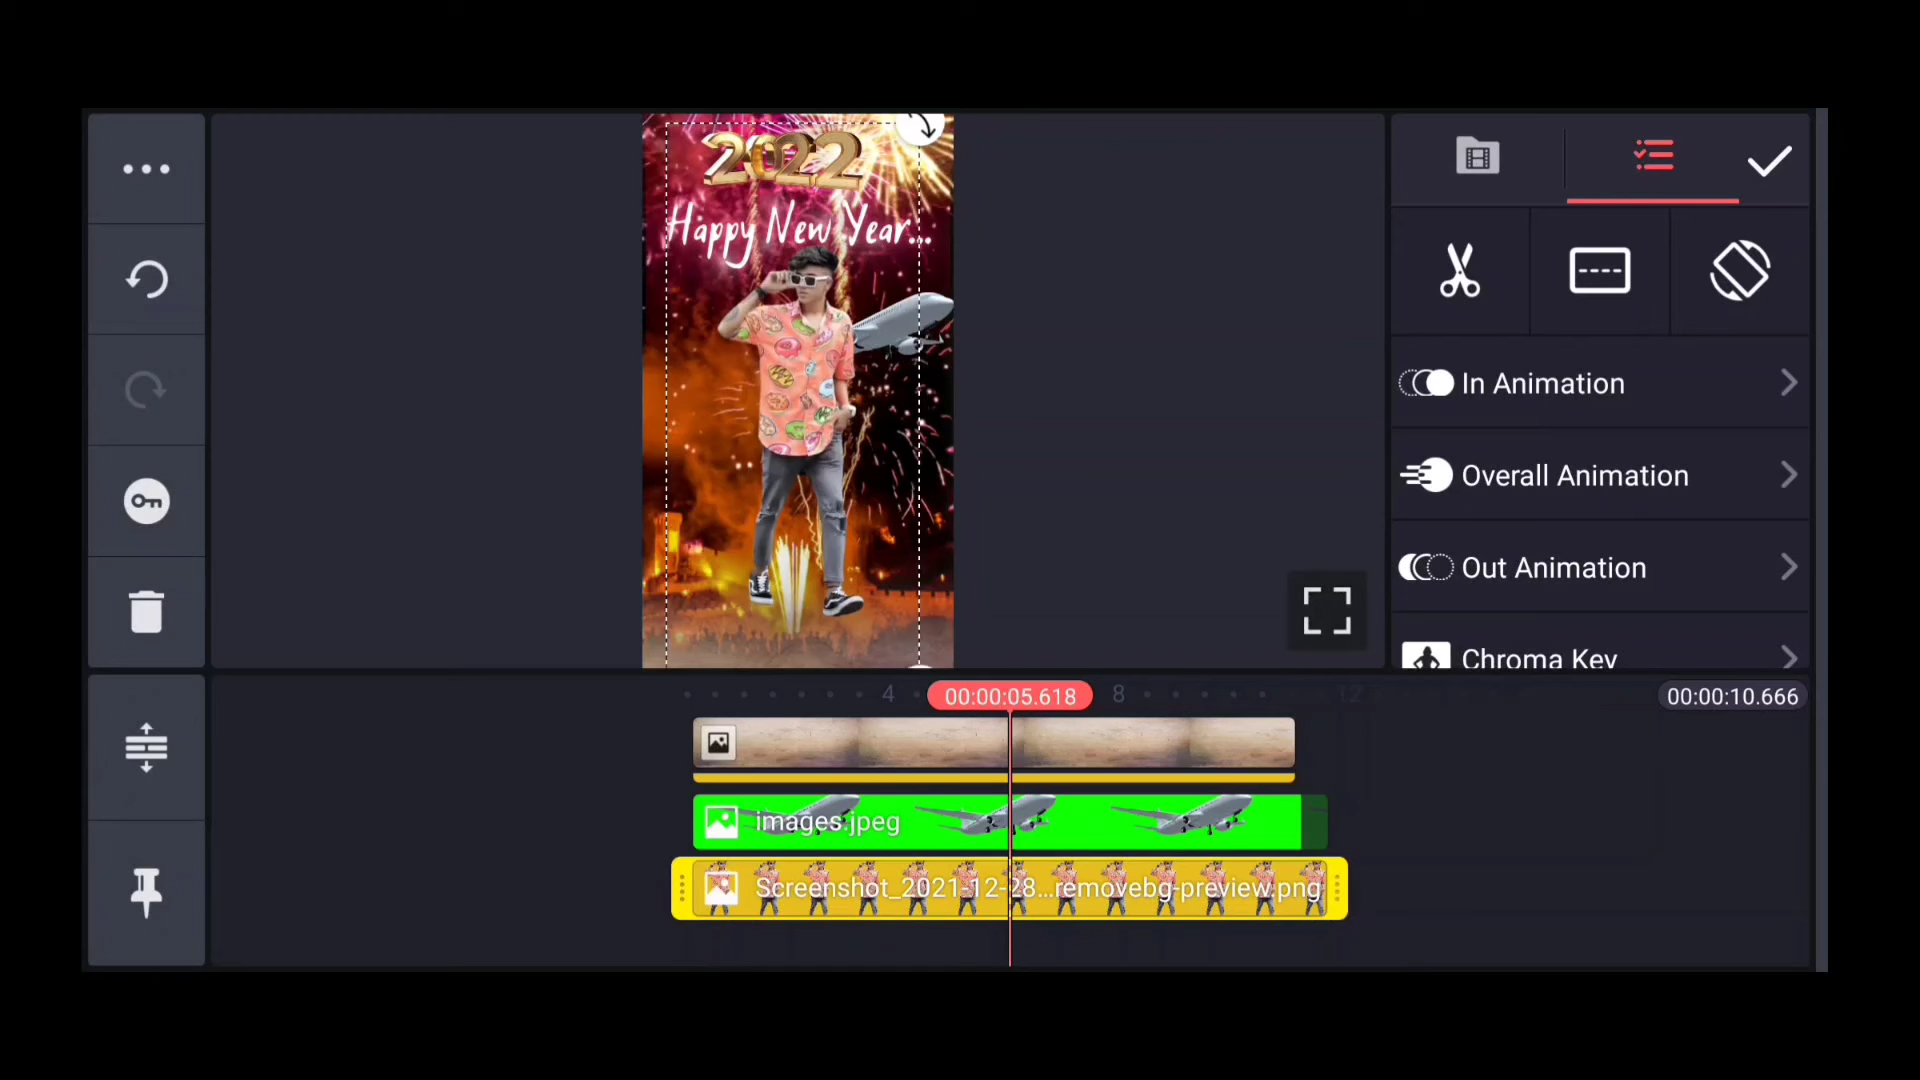 2022
Happy New Year...
In Animation
Overall Animation
Out Animation
Chroma Key
4
00:00:05.618
8
12
00:00:10.666
images.jpeg
Screenshot_2021-12-28...removebg-preview.png